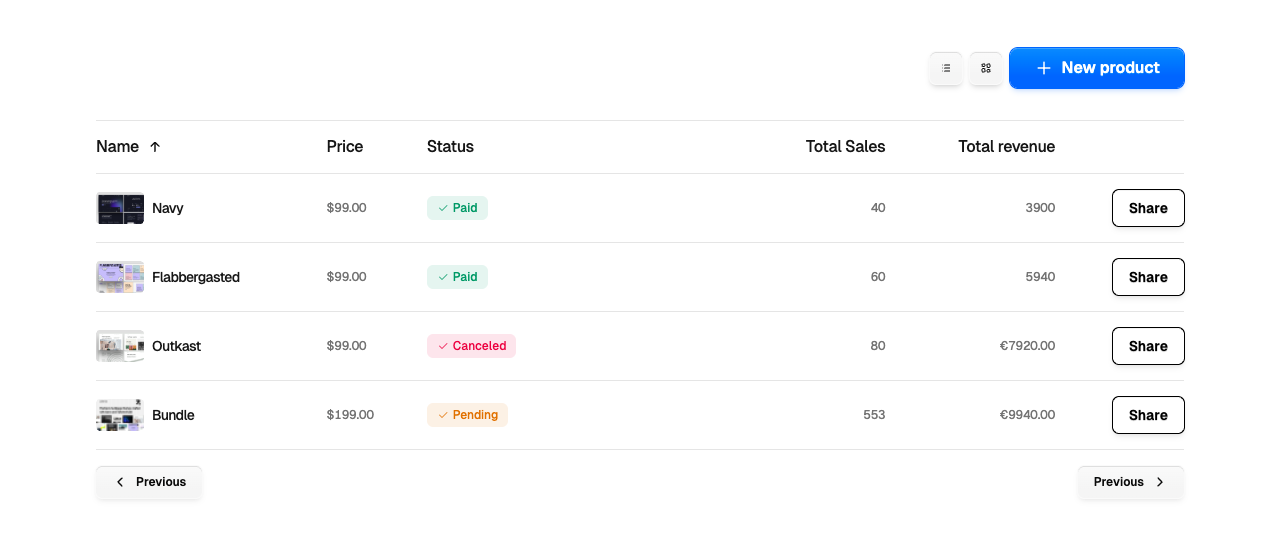 New product
Name Price Status Total Sales Total revenue
Navy $99.00 Paid 40 3900 Share
Flabbergasted $99.00 Paid 60 5940 Share
Outkast $99.00 Canceled 80 €7920.00 Share
Bundle $199.00 Pending 553 €9940.00 Share
Previous Previous